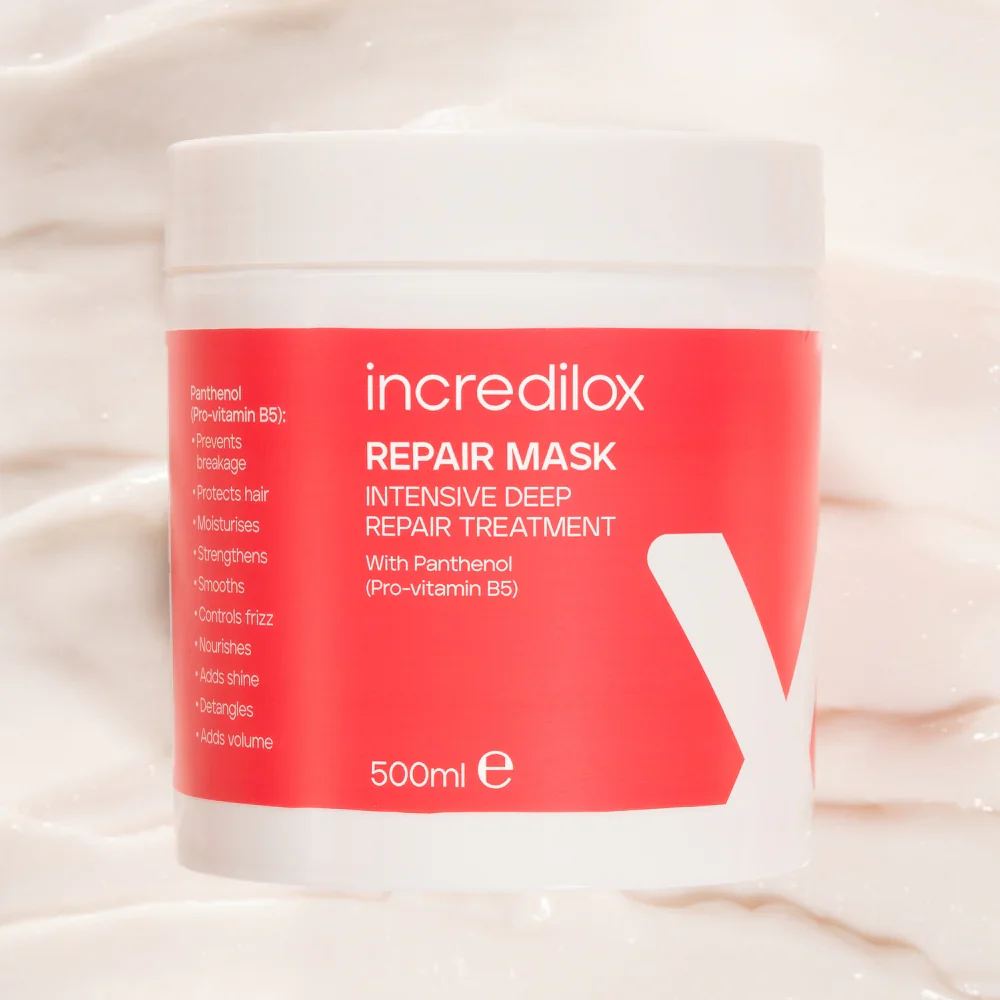 Panthenol
(Pro-vitamin B5):
• Prevents
breakage
• Protects hair
• Moisturises
• Strengthens
• Smooths
• Controls frizz
• Nourishes
• Adds shine
• Detangles
• Adds volume
incredilox
REPAIR MASK
INTENSIVE DEEP
REPAIR TREATMENT
With Panthenol
(Pro-vitamin B5)
500ml ℮